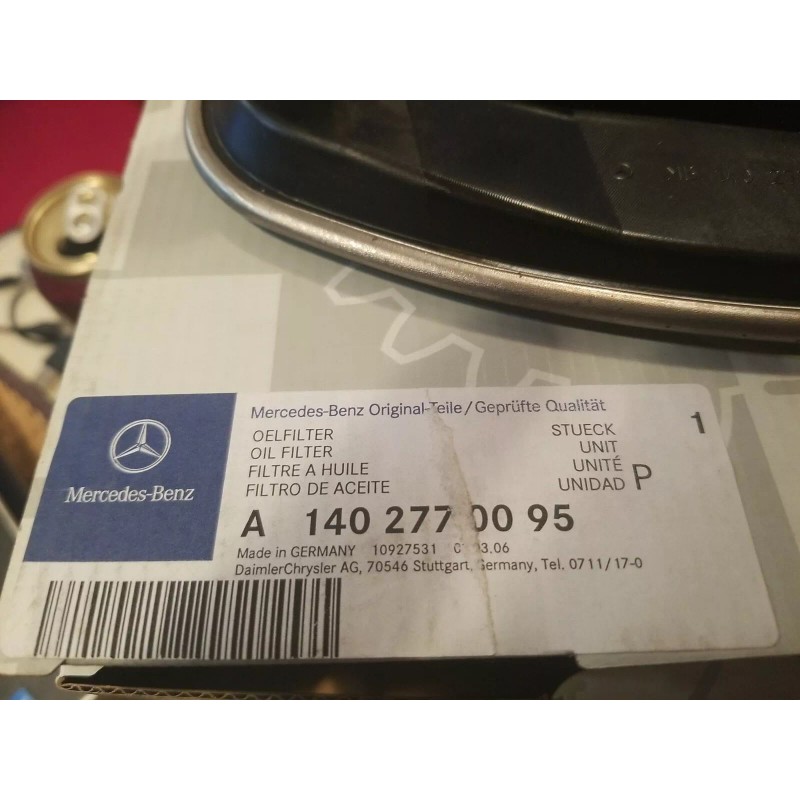 Mercedes-Benz
Mercedes-Benz Original-Teile/Geprüfte Qualität
OELFILTER
OIL FILTER
FILTRE A HUILE
FILTRO DE ACEITE
STUECK
UNIT
UNITÉ
UNIDAD
P
1
A 140 277 00 95
Made in GERMANY 10927531
DaimlerChrysler AG, 70546 Stuttgart, Germany, Tel. 0711/17-0